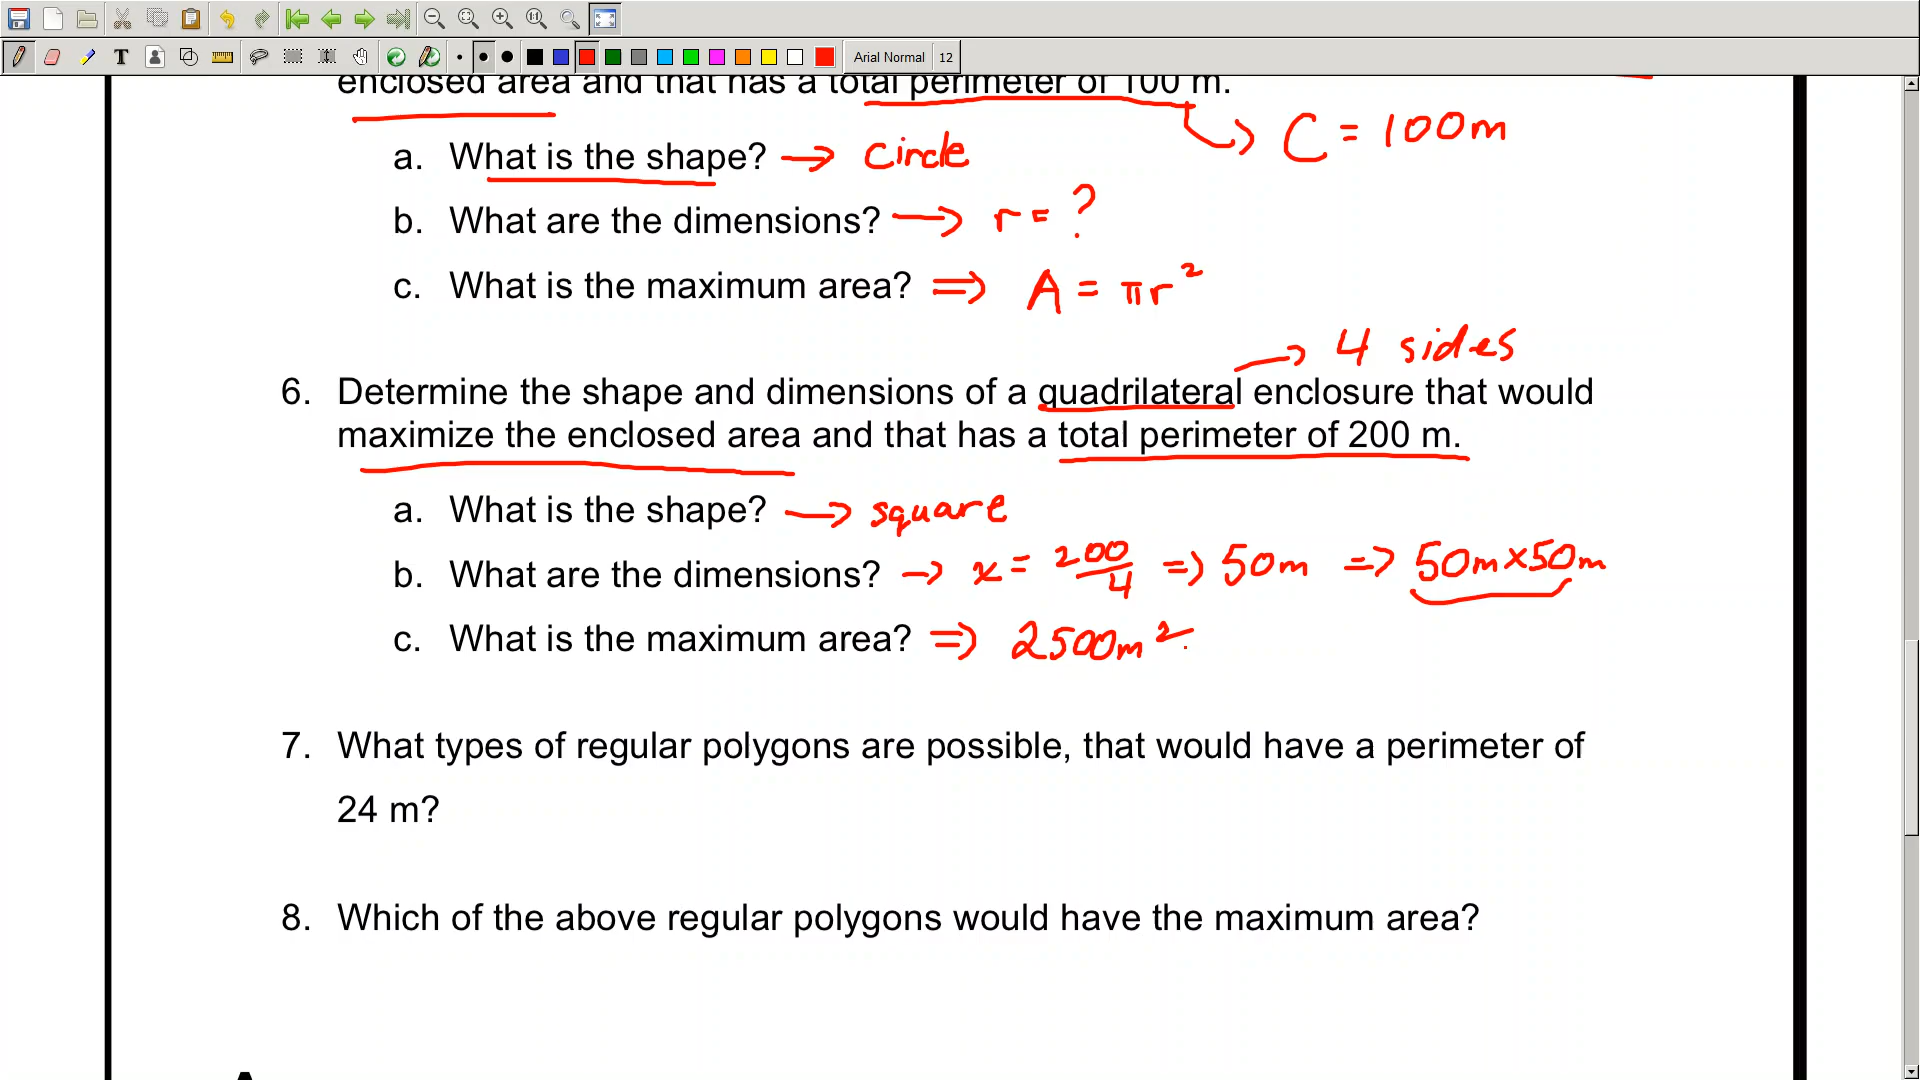 Arial Normal 12
enclosed area and that has a total perimeter of 100 m.
C = 100m
a. What is the shape? → circle
b. What are the dimensions? → r = ?
c. What is the maximum area? ⇒ A = πr²
→ 4 sides
6. Determine the shape and dimensions of a quadrilateral enclosure that would
maximize the enclosed area and that has a total perimeter of 200 m.
a. What is the shape? → square
b. What are the dimensions? → x = 200/4 ⇒ 50m ⇒ 50m×50m
c. What is the maximum area? ⇒ 2500m²
7. What types of regular polygons are possible, that would have a perimeter of
24 m?
8. Which of the above regular polygons would have the maximum area?